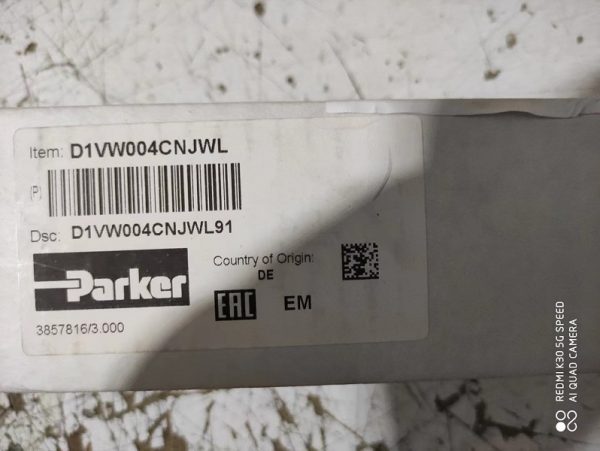 Item: D1VW004CNJWL
(P)
Dsc: D1VW004CNJWL91
Parker
Country of Origin:
DE
EAC EM
3857816/3.000
REDMI K30 5G SPEED
AI QUAD CAMERA